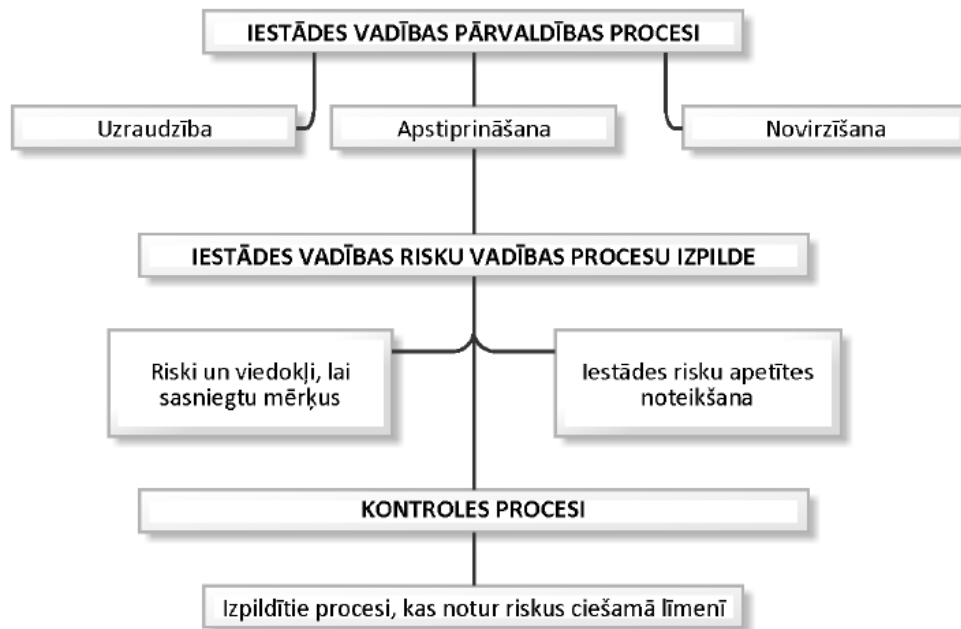 IESTĀDES VADĪBAS PĀRVALDĪBAS PROCESI
Uzraudzība
Apstiprināšana
Novirzīšana
IESTĀDES VADĪBAS RISKU VADĪBAS PROCESU IZPILDE
Riski un viedokļi, lai
sasniegtu mērķus
Iestādes risku apetītes
noteikšana
KONTROLES PROCESI
Izpildītie procesi, kas notur riskus ciešamā līmenī